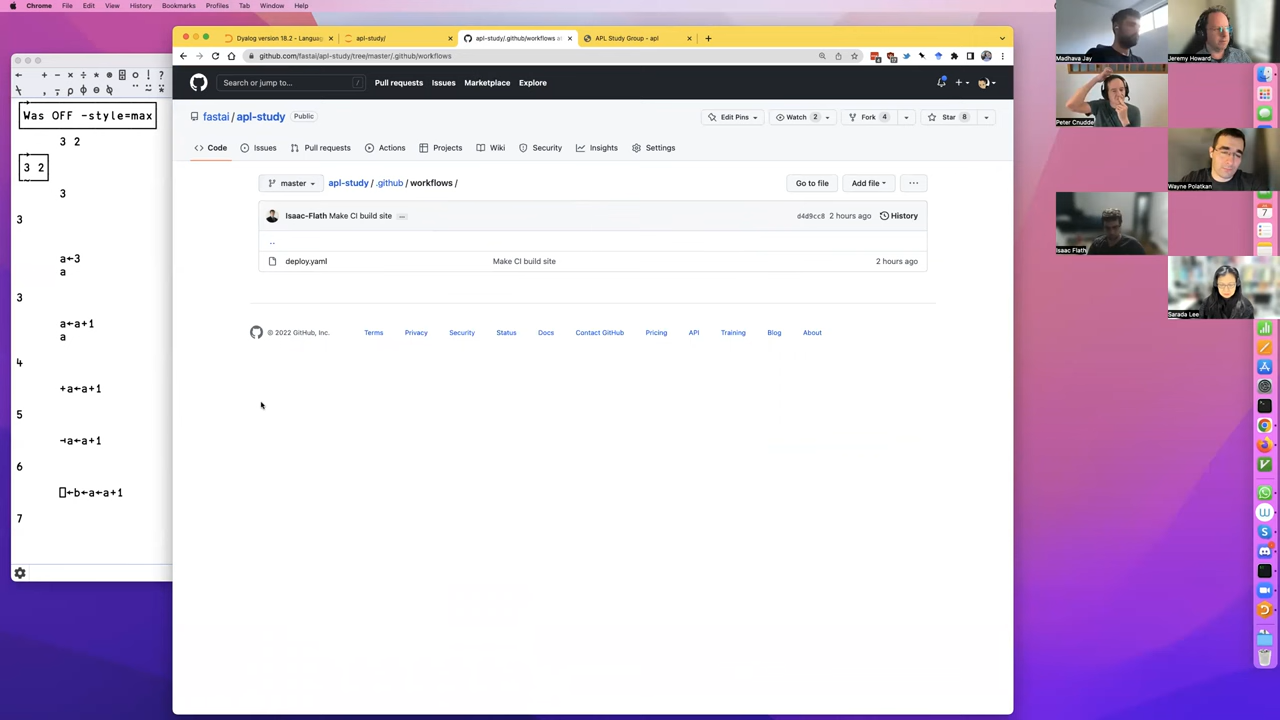 Chrome File Edit View History Bookmarks Profiles Tab Window Help
Dyalog version 18.2 - Langua
apl-study/
apl-study/.github/workflows a
APL Study Group - apl
github.com/fastai/apl-study/tree/master/.github/workflows
Search or jump to... /
Pull requests Issues Marketplace Explore
fastai / apl-study Public
Edit Pins Watch 2 Fork 4 Star 8
Code Issues Pull requests Actions Projects Wiki Security Insights Settings
master apl-study / .github / workflows / Go to file Add file ...
Isaac-Flath Make CI build site ... d4d9cc8 2 hours ago History
..
deploy.yaml Make CI build site 2 hours ago
© 2022 GitHub, Inc. Terms Privacy Security Status Docs Contact GitHub Pricing API Training Blog About
← + - × ÷ * ! ?
Was OFF -style=max
3 2
3 2
3
3
a←3
a
3
a←a+1
a
4
+a←a+1
5
⊣a←a+1
6
⎕←b←a←a+1
7
Madhava Jay
Jeremy Howard
Peter Cnudde
Wayne Polatkan
Isaac Flath
Sarada Lee
7